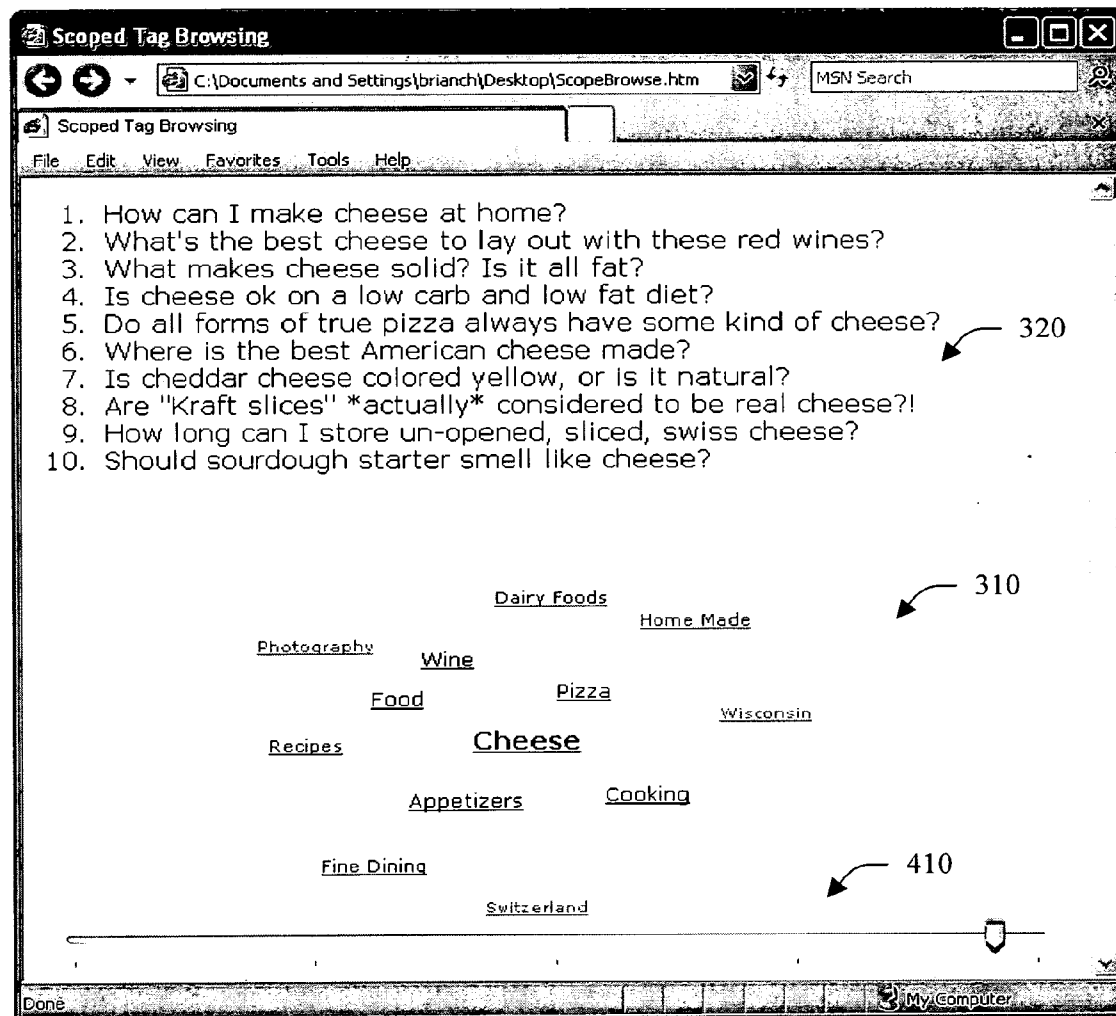 Scoped Tag Browsing
C:\Documents and Settings\brianch\Desktop\ScopeBrowse.htm MSN Search
Scoped Tag Browsing
File Edit View Favorites Tools Help
1. How can I make cheese at home?
2. What's the best cheese to lay out with these red wines?
3. What makes cheese solid? Is it all fat?
4. Is cheese ok on a low carb and low fat diet?
5. Do all forms of true pizza always have some kind of cheese?
320
6. Where is the best American cheese made?
7. Is cheddar cheese colored yellow, or is it natural?
8. Are "Kraft slices" *actually* considered to be real cheese?!
9. How long can I store un-opened, sliced, swiss cheese?
10. Should sourdough starter smell like cheese?
310
Dairy Foods
Home Made
Photography
Wine
Pizza
Food
Wisconsin
Cheese
Recipes
Cooking
Appetizers
410
Fine Dining
Switzerland
Done My Computer